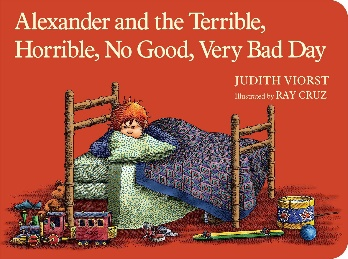 Alexander and the Terrible,
Horrible, No Good, Very Bad Day
JUDITH VIORST
Illustrated by RAY CRUZ